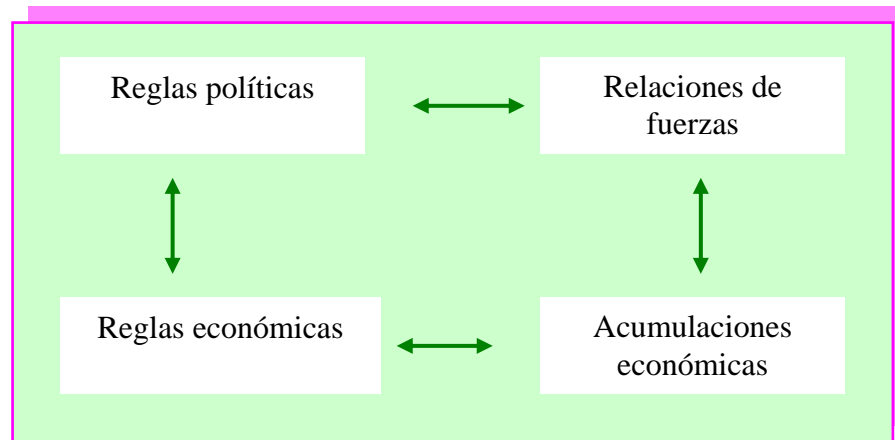 Reglas políticas
Relaciones de
fuerzas
Reglas económicas
Acumulaciones
económicas